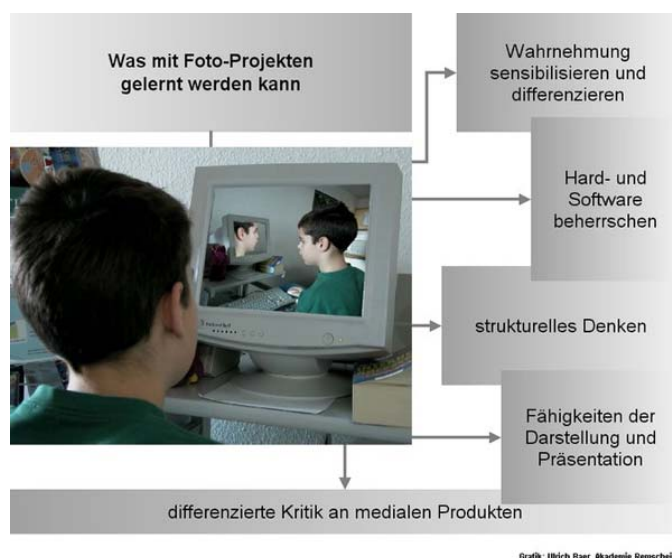 Was mit Foto-Projekten
gelernt werden kann
Wahrnehmung
sensibilisieren und
differenzieren
Hard- und
Software
beherrschen
strukturelles Denken
Fähigkeiten der
Darstellung und
Präsentation
differenzierte Kritik an medialen Produkten
Grafik: Ulrich Baer, Akademie